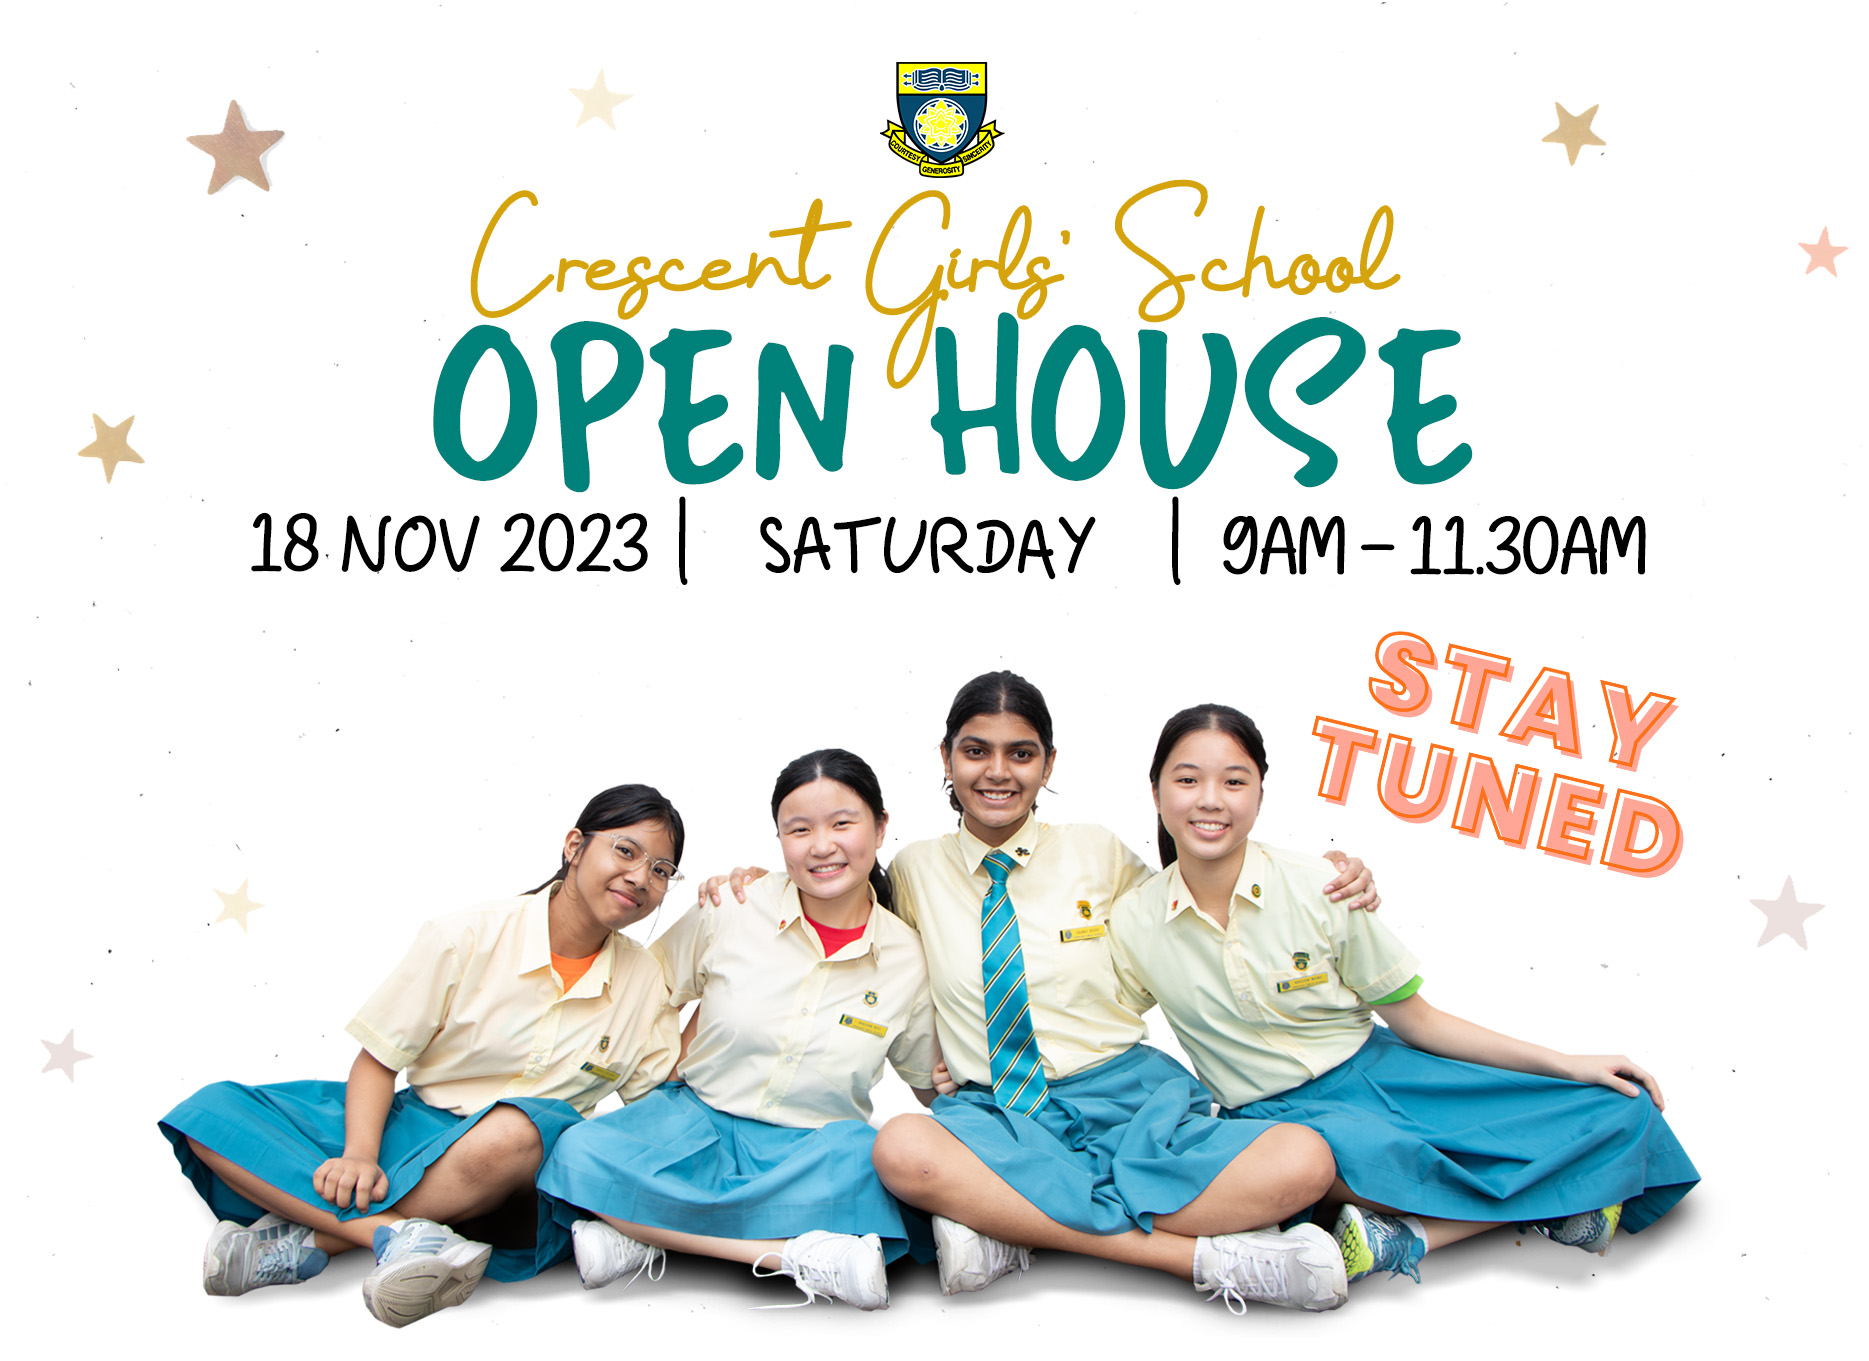 COURTESY GENEROSITY SINCERITY
Crescent Girls' School
OPEN HOUSE
18 NOV 2023 | SATURDAY | 9AM – 11.30AM
STAY
TUNED